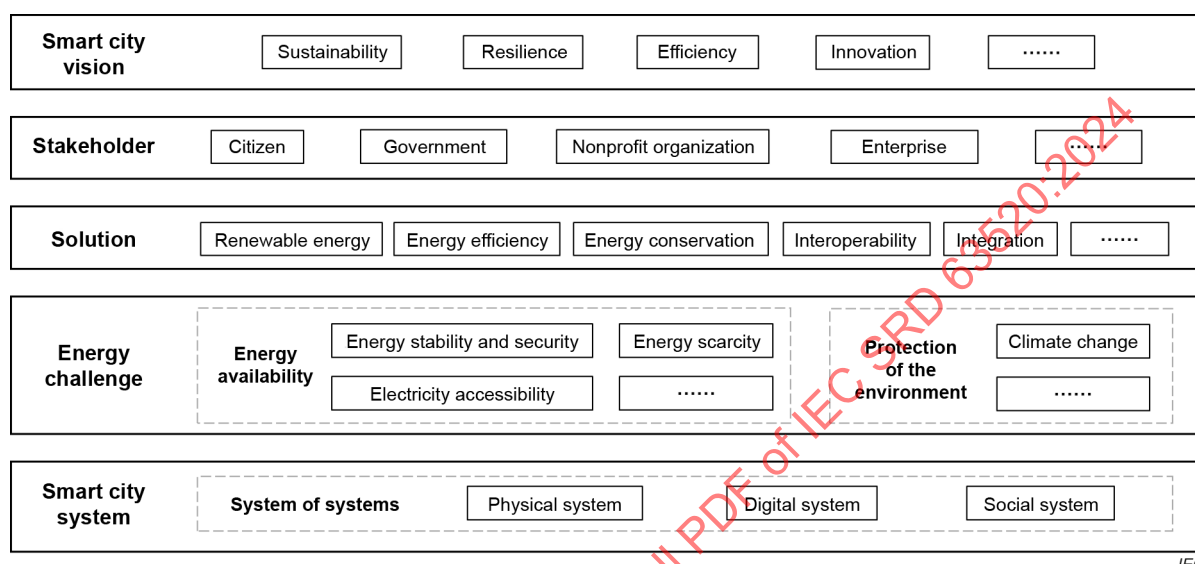 Smart city
vision
Sustainability
Resilience
Efficiency
Innovation
......
Stakeholder
Citizen
Government
Nonprofit organization
Enterprise
......
Solution
Renewable energy
Energy efficiency
Energy conservation
Interoperability
Integration
......
Energy
challenge
Energy
availability
Energy stability and security
Energy scarcity
Electricity accessibility
......
Protection
of the
environment
Climate change
......
Smart city
system
System of systems
Physical system
Digital system
Social system
PDF of IEC SRD 63520:2024